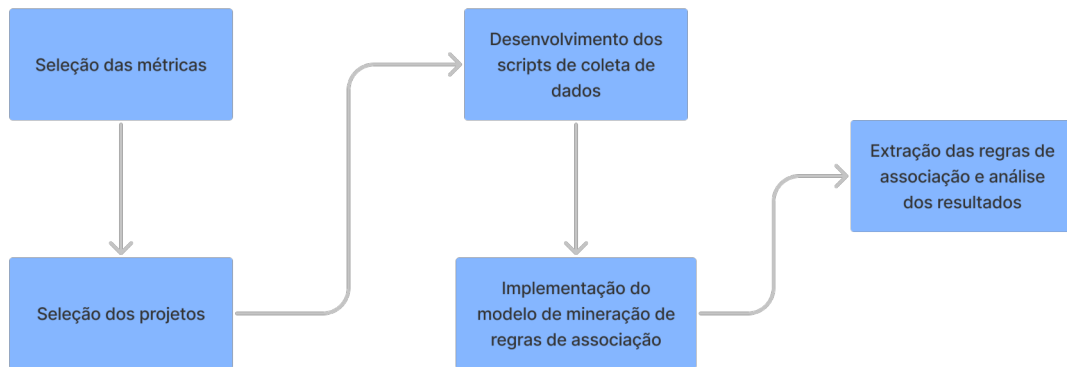 Seleção das métricas
Seleção dos projetos
Desenvolvimento dos
scripts de coleta de
dados
Implementação do
modelo de mineração de
regras de associação
Extração das regras de
associação e análise
dos resultados